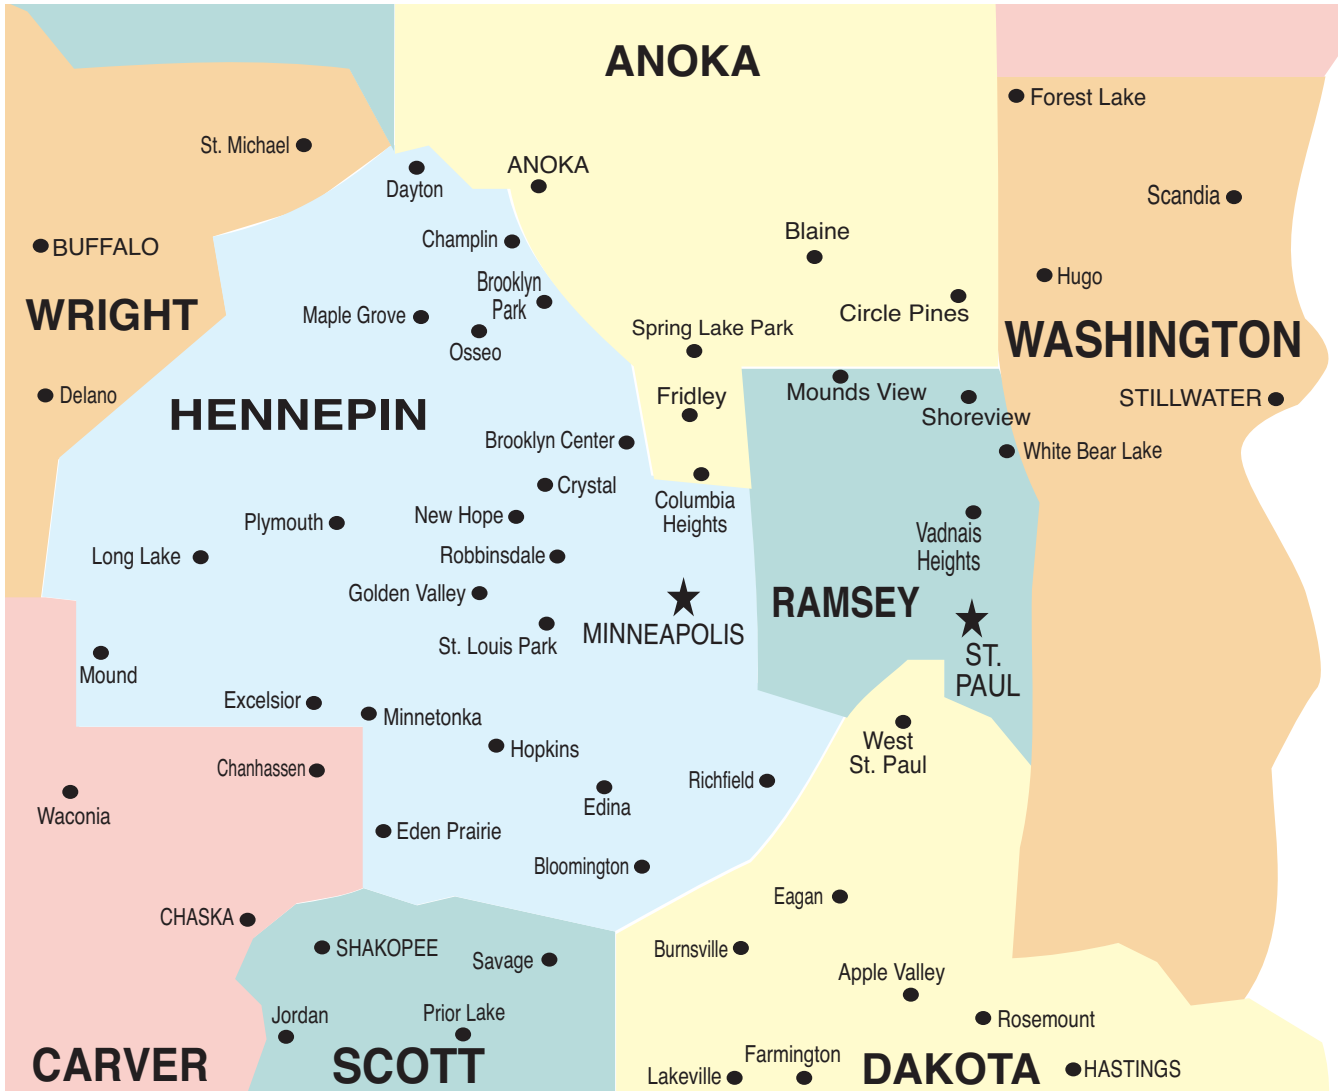 ANOKA
Forest Lake
St. Michael
ANOKA
Dayton
Scandia
Blaine
Champlin
BUFFALO
Hugo
Brooklyn
Park
WRIGHT
Maple Grove
Circle Pines
Spring Lake Park
WASHINGTON
Osseo
Delano
Mounds View
Fridley
STILLWATER
HENNEPIN
Shoreview
Brooklyn Center
White Bear Lake
Crystal
Columbia
Heights
New Hope
Plymouth
Vadnais
Heights
Long Lake
Robbinsdale
Golden Valley
RAMSEY
MINNEAPOLIS
St. Louis Park
ST.
PAUL
Mound
Excelsior
Minnetonka
West
St. Paul
Hopkins
Chanhassen
Richfield
Edina
Waconia
Eden Prairie
Bloomington
Eagan
CHASKA
SHAKOPEE
Burnsville
Savage
Apple Valley
Jordan
Prior Lake
Rosemount
Farmington
CARVER
SCOTT
DAKOTA
HASTINGS
Lakeville